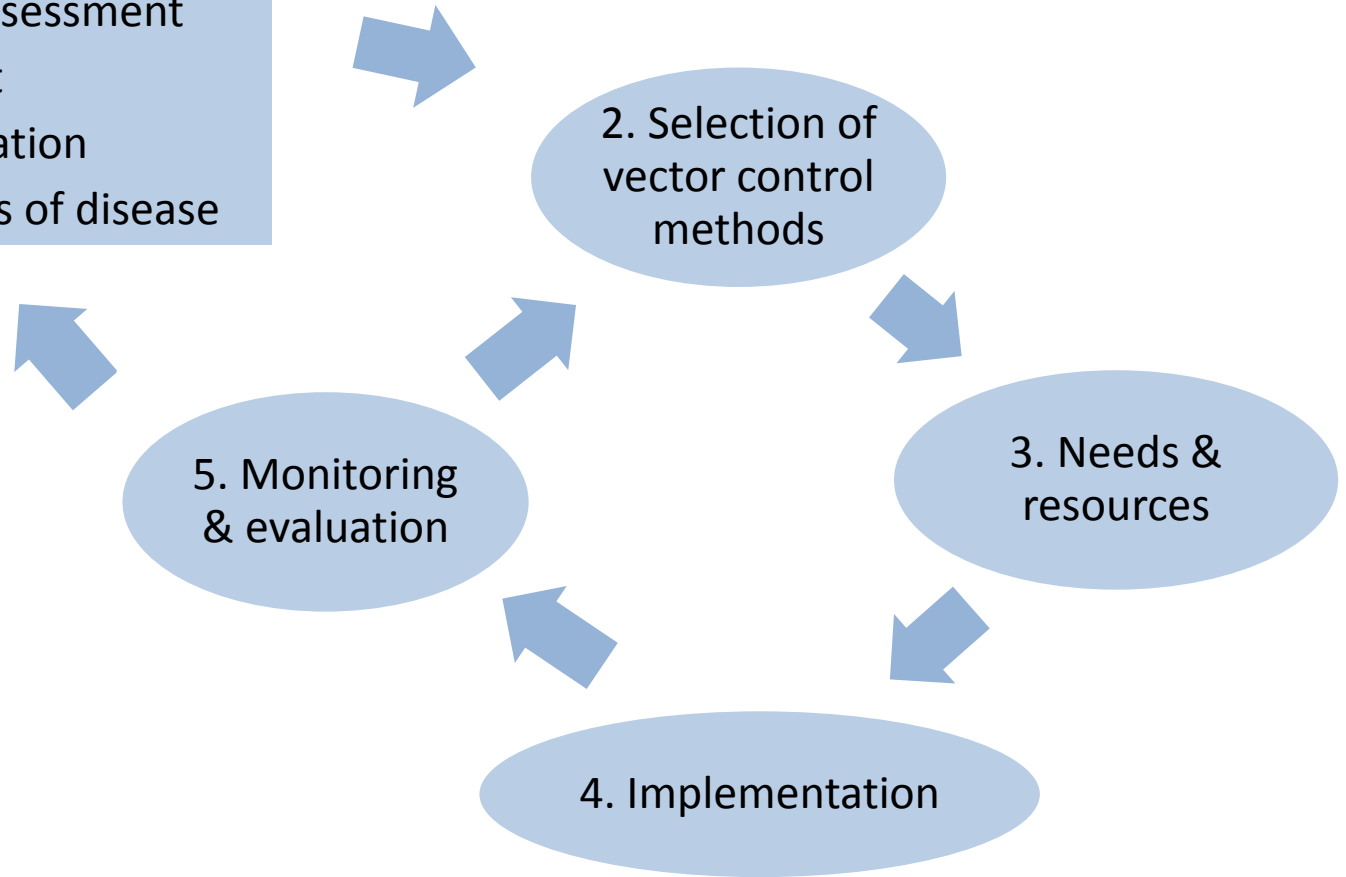 sessment
t
ation
s of disease
2. Selection of
vector control
methods
3. Needs &
resources
5. Monitoring
& evaluation
4. Implementation